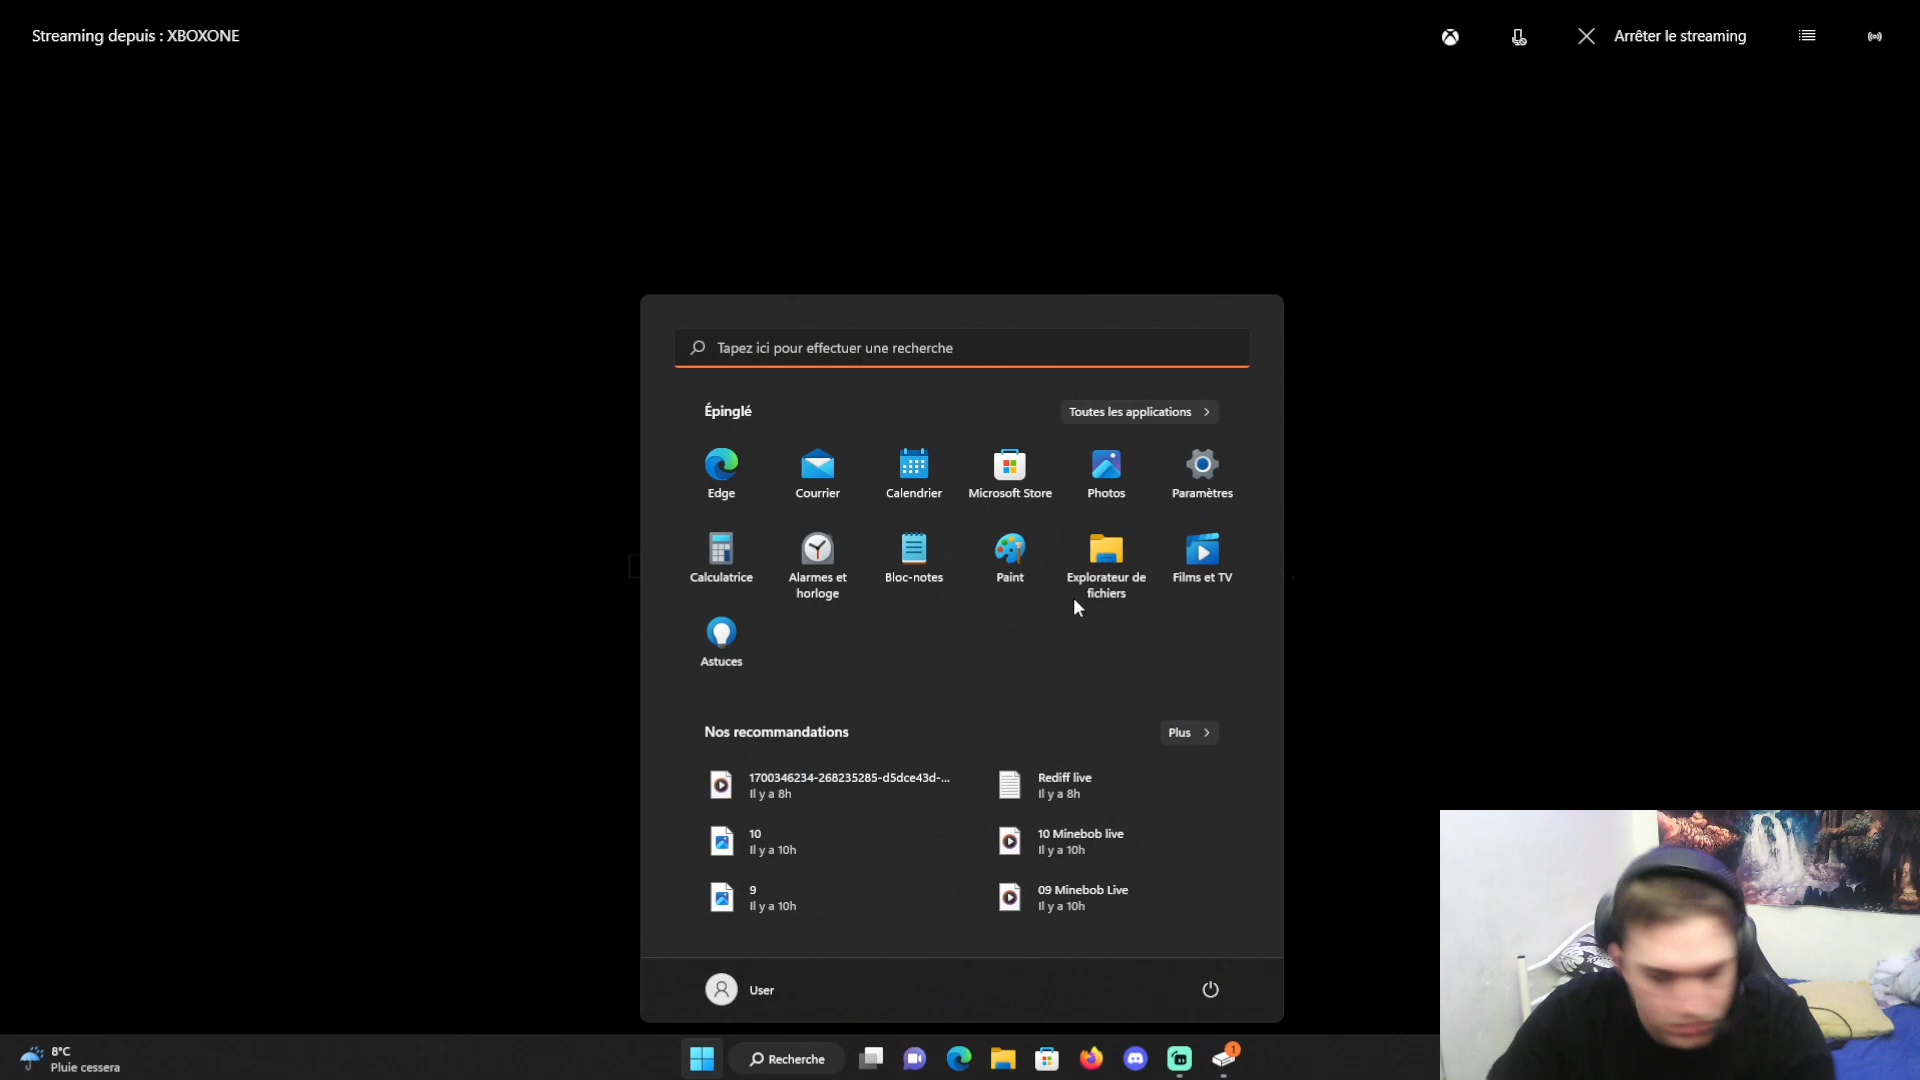 Streaming depuis : XBOXONE
Arrêter le streaming
Tapez ici pour effectuer une recherche
Épinglé
Toutes les applications
Edge
Courrier
Calendrier
Microsoft Store
Photos
Paramètres
Calculatrice
Alarmes et
horloge
Bloc-notes
Paint
Explorateur de
fichiers
Films et TV
Astuces
Nos recommandations
Plus
1700346234-268235285-d5dce43d-...
Il y a 8h
Rediff live
Il y a 8h
10
Il y a 10h
10 Minebob live
Il y a 10h
9
Il y a 10h
09 Minebob Live
Il y a 10h
User
8°C
Pluie cessera
Recherche
1